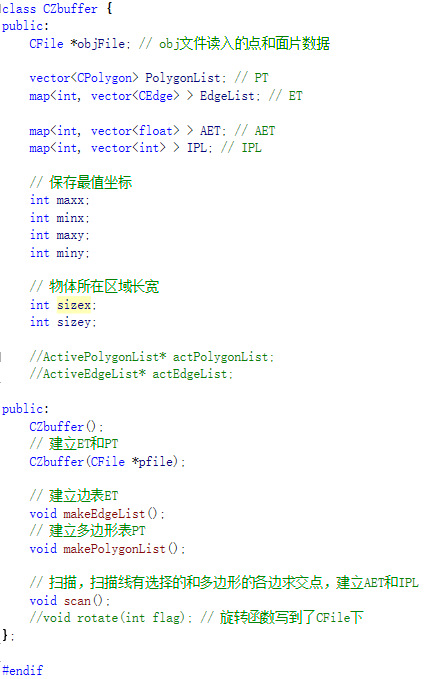 class CZbuffer {
public:
CFile *objFile; // obj文件读入的点和面片数据
vector<CPolygon> PolygonList; // PT
map<int, vector<CEdge> > EdgeList; // ET
map<int, vector<float> > AET; // AET
map<int, vector<int> > IPL; // IPL
// 保存最值坐标
int maxx;
int minx;
int maxy;
int miny;
// 物体所在区域长宽
int sizex;
int sizey;
//ActivePolygonList* actPolygonList;
//ActiveEdgeList* actEdgeList;
public:
CZbuffer();
// 建立ET和PT
CZbuffer(CFile *pfile);
// 建立边表ET
void makeEdgeList();
// 建立多边形表PT
void makePolygonList();
// 扫描，扫描线有选择的和多边形的各边求交点，建立AET和IPL
void scan();
//void rotate(int flag); // 旋转函数写到了CFile下
};
#endif